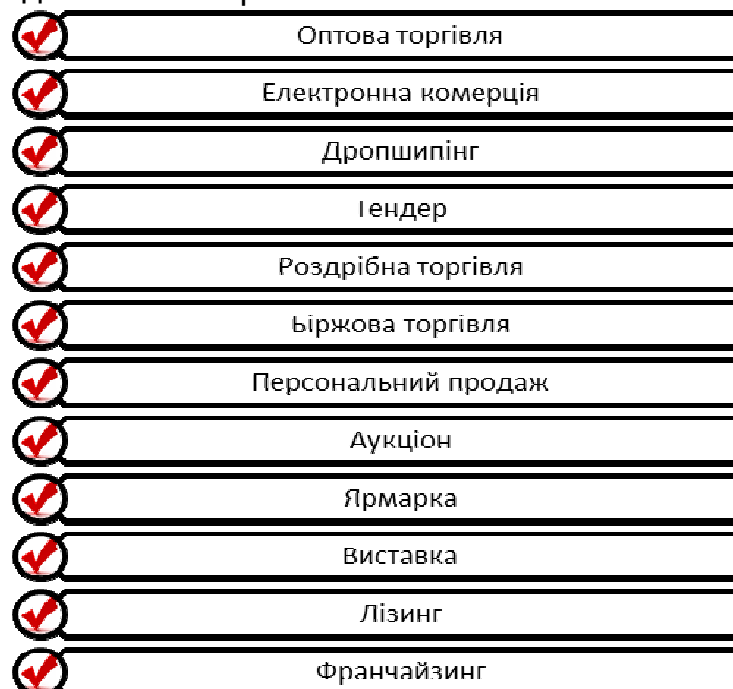 Оптова торгівля
Електронна комерція
Дропшипінг
Тендер
Роздрібна торгівля
Біржова торгівля
Персональний продаж
Аукціон
Ярмарка
Виставка
Лізинг
Франчайзинг